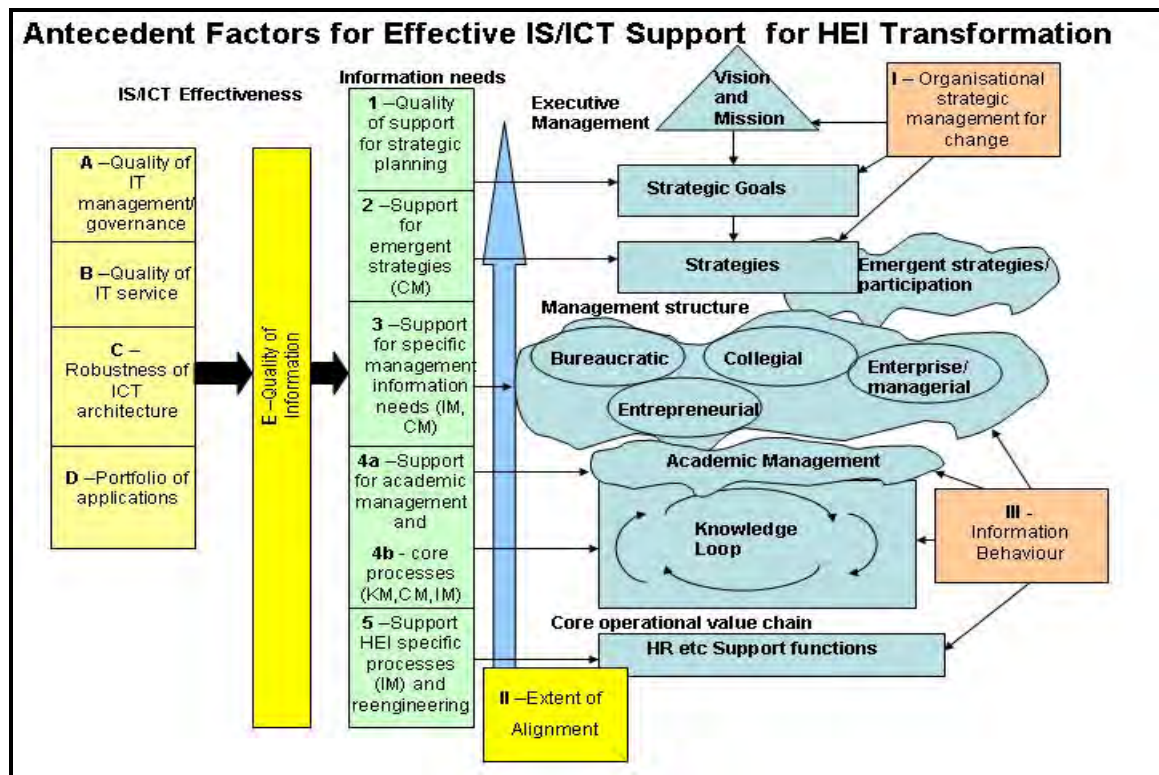 Antecedent Factors for Effective IS/ICT Support for HEI Transformation
IS/ICT Effectiveness
A –Quality of
IT
management/
governance
B –Quality of
IT service
C –
Robustness of
ICT
architecture
D –Portfolio of
applications
E –Quality of
Information
Information needs
1 –Quality
of support
for strategic
planning
2 –Support
for
emergent
strategies
(CM)
3 –Support
for specific
management
information
needs (IM,
CM)
4a –Support
for academic
management
and
4b - core
processes
(KM,CM,IM)
5 –Support
HEI specific
processes
(IM) and
reengineering
II –Extent of
Alignment
Executive
Management
Vision
and
Mission
Strategic Goals
Strategies
Emergent strategies/
participation
Management structure
Bureaucratic
Collegial
Enterprise/
managerial
Entrepreneurial
Academic Management
Knowledge
Loop
Core operational value chain
HR etc Support functions
I – Organisational
strategic
management for
change
III -
Information
Behaviour